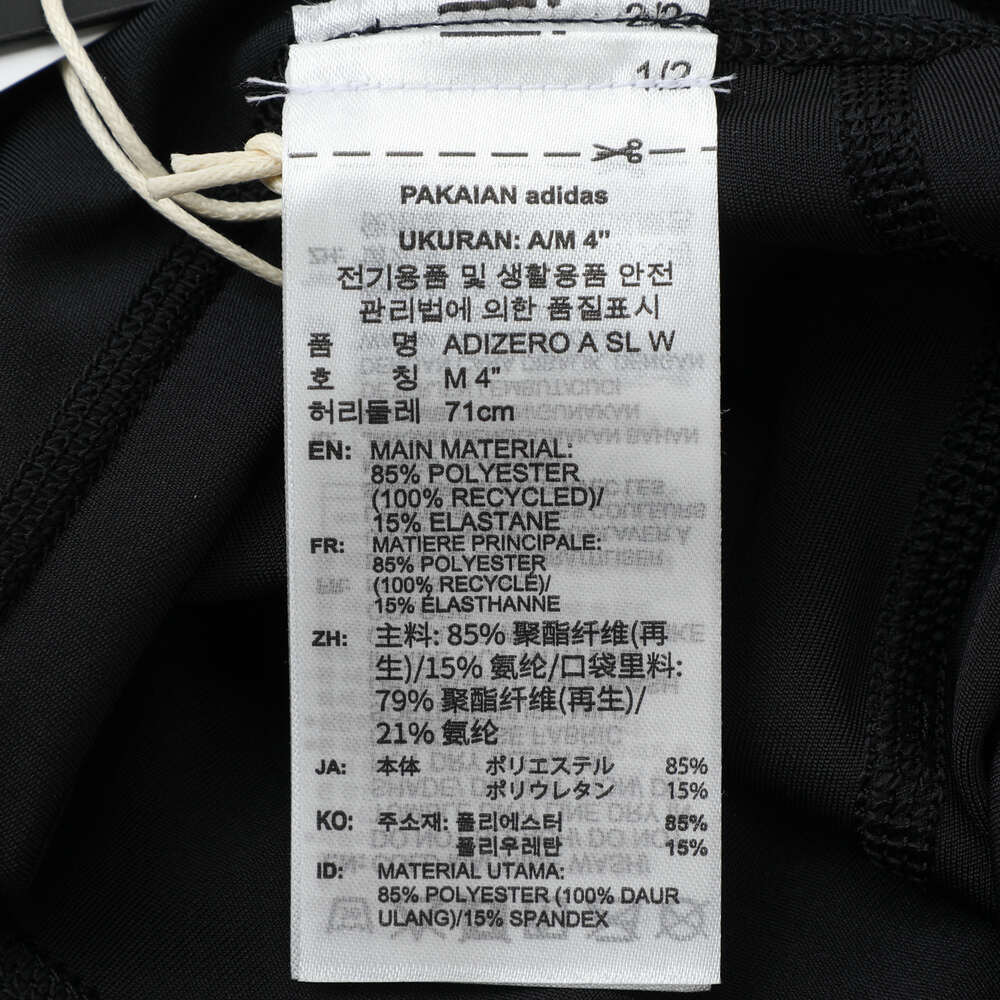 2/2
1/2
PAKAIAN adidas
UKURAN: A/M 4"
전기용품 및 생활용품 안전
관리법에 의한 품질표시
품 명 ADIZERO A SL W
호 칭 M 4"
허리둘레 71cm
EN: MAIN MATERIAL:
85% POLYESTER
(100% RECYCLED)/
15% ELASTANE
FR: MATIERE PRINCIPALE:
85% POLYESTER
(100% RECYCLÉ)/
15% ÉLASTHANNE
ZH: 主料: 85% 聚酯纤维(再
生)/15% 氨纶/口袋里料:
79% 聚酯纤维(再生)/
21% 氨纶
JA: 本体 ポリエステル 85%
ポリウレタン 15%
KO: 주소재: 폴리에스터 85%
폴리우레탄 15%
ID: MATERIAL UTAMA:
85% POLYESTER (100% DAUR
ULANG)/15% SPANDEX